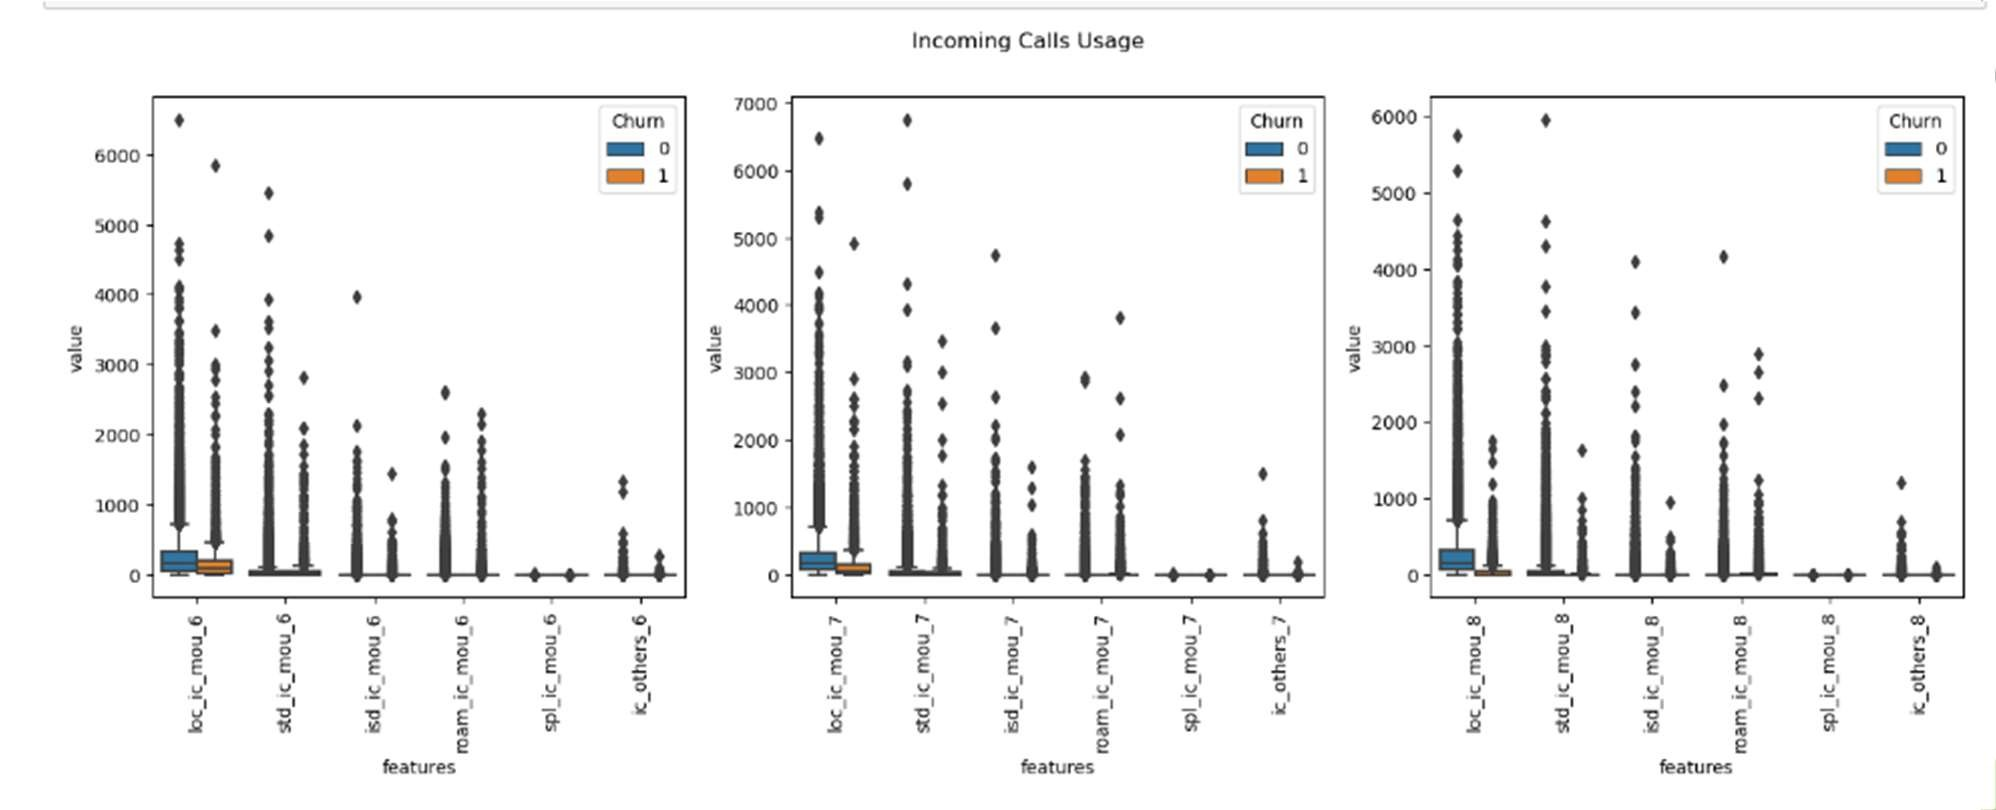 Incoming Calls Usage
value
6000
5000
4000
3000
2000
1000
0
Churn
0
1
loc_ic_mou_6
std_ic_mou_6
isd_ic_mou_6
roam_ic_mou_6
spl_ic_mou_6
ic_others_6
features
value
7000
6000
5000
4000
3000
2000
1000
0
Churn
0
1
loc_ic_mou_7
std_ic_mou_7
isd_ic_mou_7
roam_ic_mou_7
spl_ic_mou_7
ic_others_7
features
value
6000
5000
4000
3000
2000
1000
0
Churn
0
1
loc_ic_mou_8
std_ic_mou_8
isd_ic_mou_8
roam_ic_mou_8
spl_ic_mou_8
ic_others_8
features